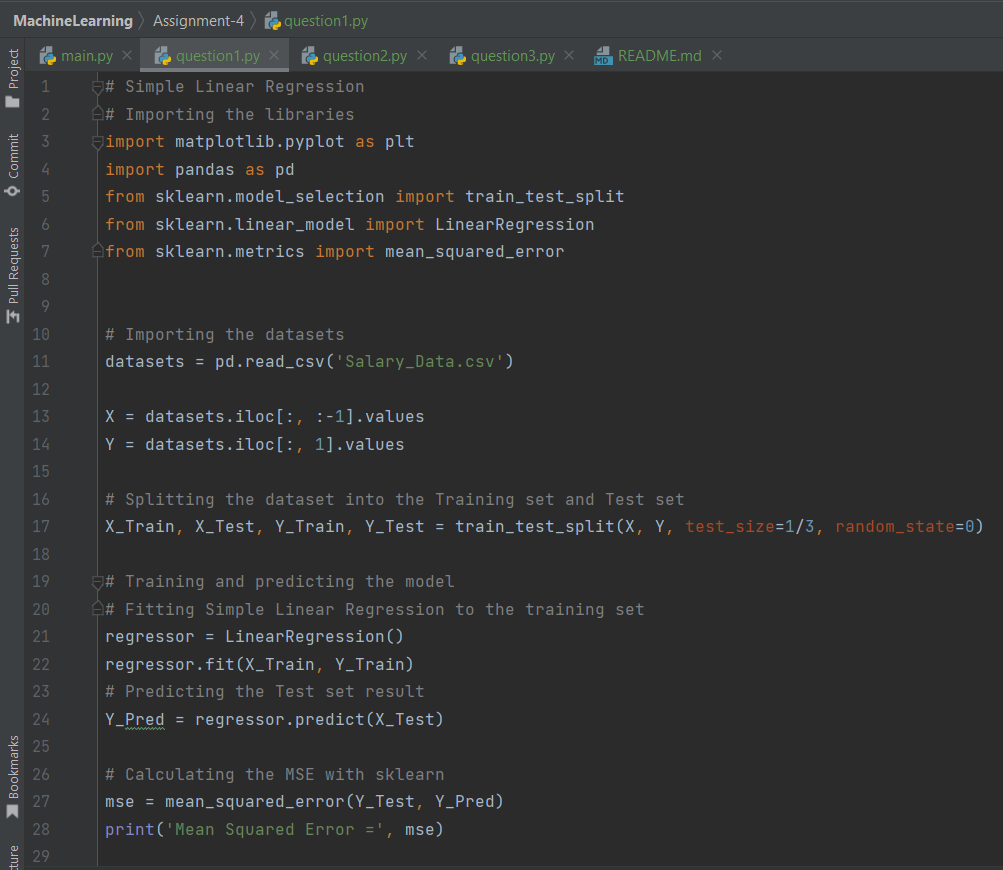 MachineLearning 〉 Assignment-4 〉 question1.py
main.py × question1.py × question2.py × question3.py × README.md ×
Project
Commit
Pull Requests
Bookmarks
1 # Simple Linear Regression
2 # Importing the libraries
3 import matplotlib.pyplot as plt
4 import pandas as pd
5 from sklearn.model_selection import train_test_split
6 from sklearn.linear_model import LinearRegression
7 from sklearn.metrics import mean_squared_error
8
9
10 # Importing the datasets
11 datasets = pd.read_csv('Salary_Data.csv')
12
13 X = datasets.iloc[:, :-1].values
14 Y = datasets.iloc[:, 1].values
15
16 # Splitting the dataset into the Training set and Test set
17 X_Train, X_Test, Y_Train, Y_Test = train_test_split(X, Y, test_size=1/3, random_state=0)
18
19 # Training and predicting the model
20 # Fitting Simple Linear Regression to the training set
21 regressor = LinearRegression()
22 regressor.fit(X_Train, Y_Train)
23 # Predicting the Test set result
24 Y_Pred = regressor.predict(X_Test)
25
26 # Calculating the MSE with sklearn
27 mse = mean_squared_error(Y_Test, Y_Pred)
28 print('Mean Squared Error =', mse)
29